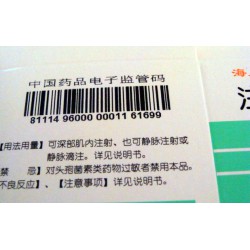 中国药品电子监管码
81114 96000 00011 61699
海
注
【用法用量】可深部肌内注射、也可静脉注射或
静脉滴注。详见说明书。
忌】对头孢菌素类药物过敏者禁用本品。
不良反应】、【注意事项】详见说明书。